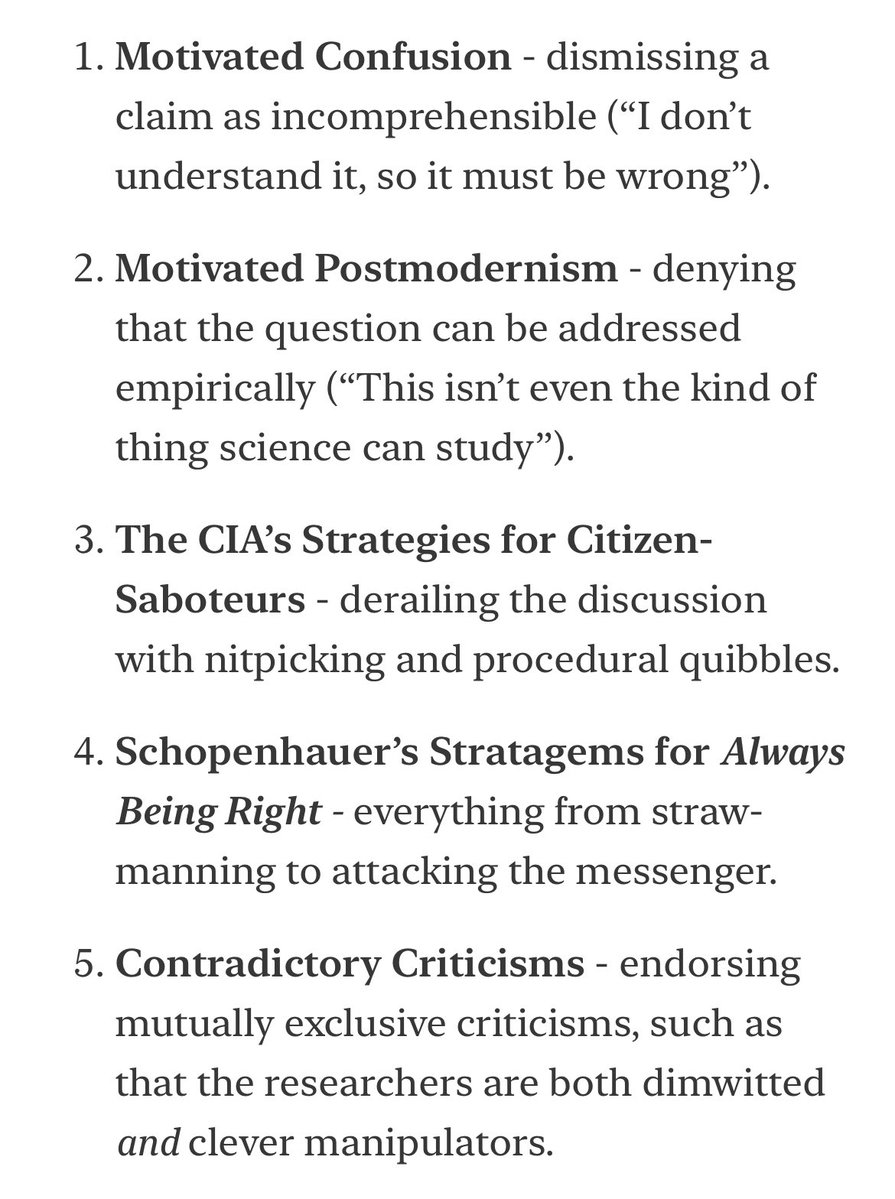 1. Motivated Confusion - dismissing a
claim as incomprehensible (“I don’t
understand it, so it must be wrong”).
2. Motivated Postmodernism - denying
that the question can be addressed
empirically (“This isn’t even the kind of
thing science can study”).
3. The CIA’s Strategies for Citizen-
Saboteurs - derailing the discussion
with nitpicking and procedural quibbles.
4. Schopenhauer’s Stratagems for Always
Being Right - everything from straw-
manning to attacking the messenger.
5. Contradictory Criticisms - endorsing
mutually exclusive criticisms, such as
that the researchers are both dimwitted
and clever manipulators.